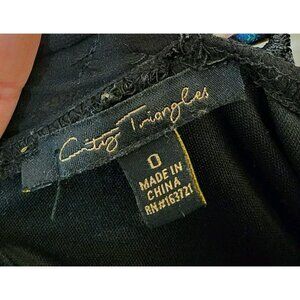 City Triangles
0
MADE IN
CHINA
RN#163721